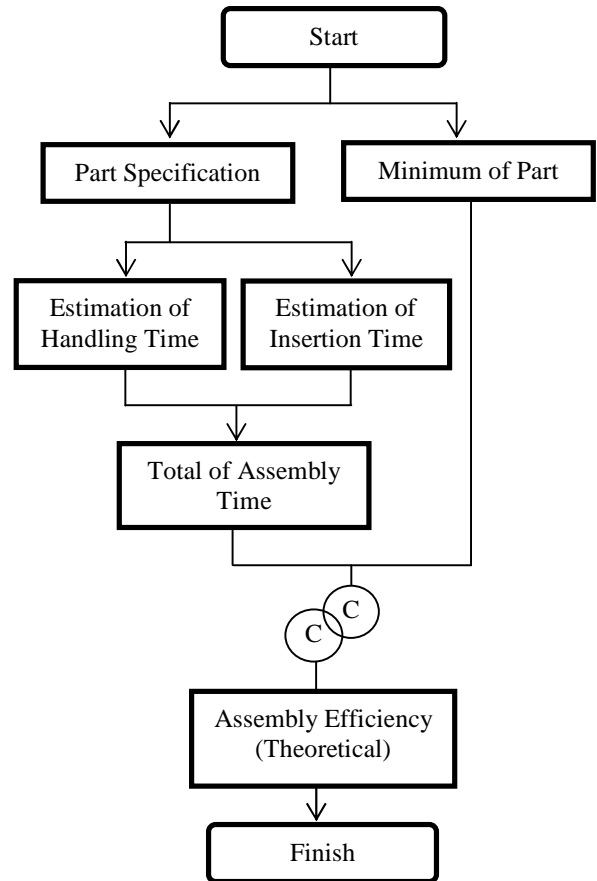 Start
Part Specification
Minimum of Part
Estimation of
Handling Time
Estimation of
Insertion Time
Total of Assembly
Time
C
C
Assembly Efficiency
(Theoretical)
Finish